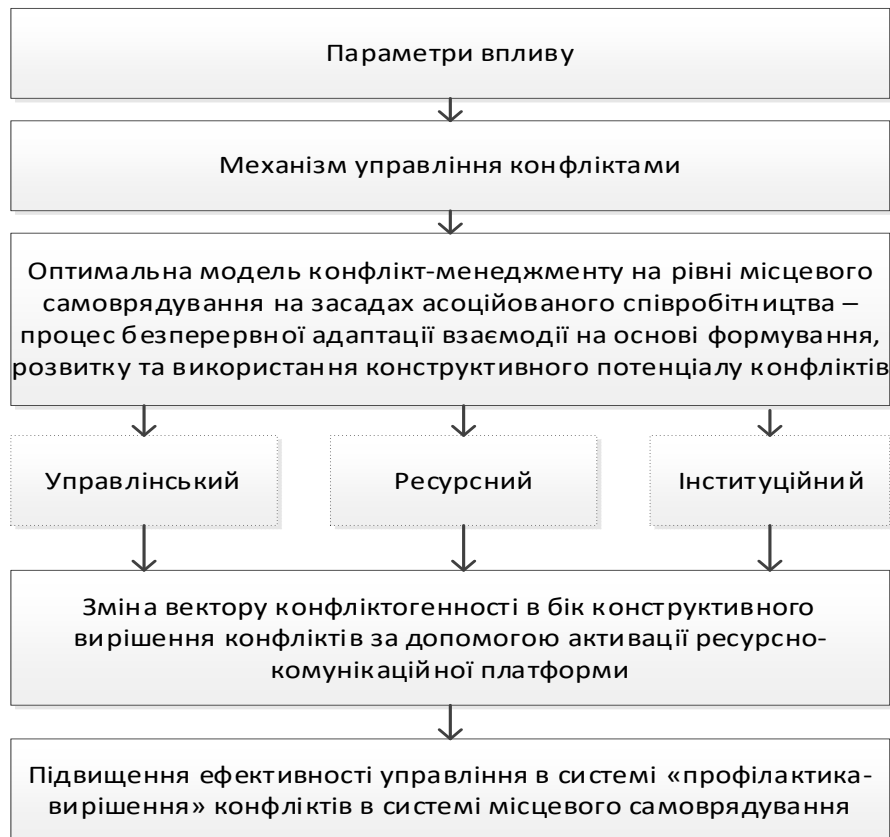 Параметри впливу
Механізм управління конфліктами
Оптимальна модель конфлікт-менеджменту на рівні місцевого
самоврядування на засадах асоційованого співробітництва –
процес безперервної адаптації взаємодії на основі формування,
розвитку та використання конструктивного потенціалу конфліктів
Управлінський
Ресурсний
Інституційний
Зміна вектору конфліктогенності в бік конструктивного
вирішення конфліктів за допомогою активації ресурсно-
комунікаційної платформи
Підвищення ефективності управління в системі «профілактика-
вирішення» конфліктів в системі місцевого самоврядування